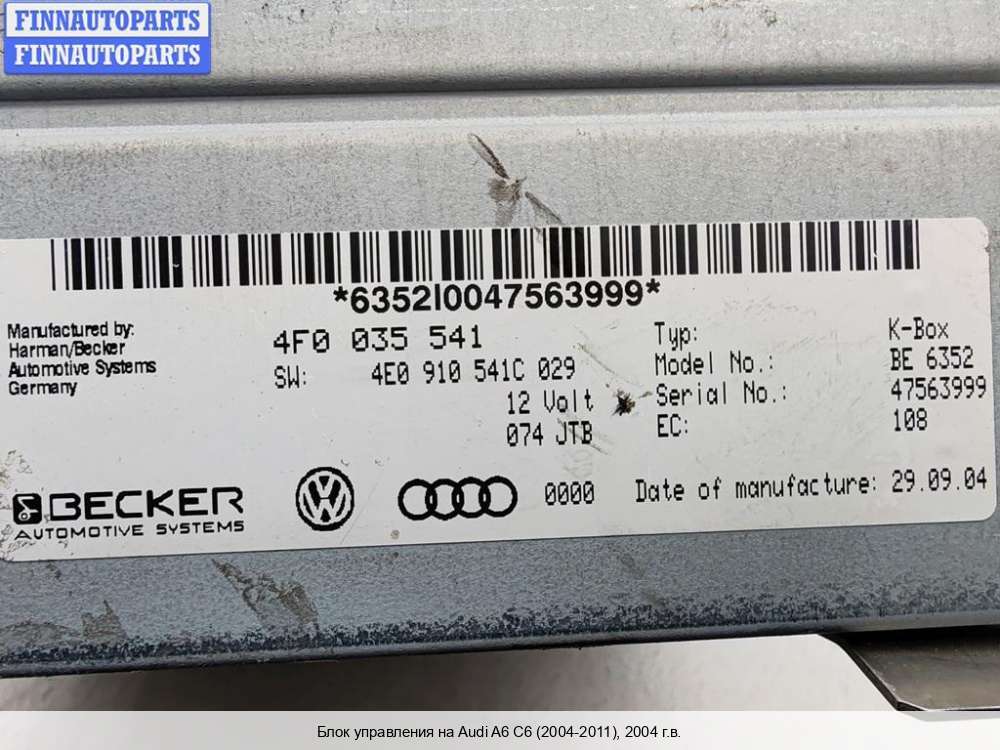 FINNAUTOPARTS
FINNAUTOPARTS
*6352I0047563999*
Manufactured by:
Harman/Becker
Automotive Systems
Germany
4F0 035 541
SW: 4E0 910 541C 029
12 Volt
074 JTB
Typ: K-Box
Model No.: BE 6352
Serial No.: 47563999
EC: 108
BECKER
AUTOMOTIVE SYSTEMS
0000
Date of manufacture: 29.09.04
Блок управления на Audi A6 C6 (2004-2011), 2004 г.в.